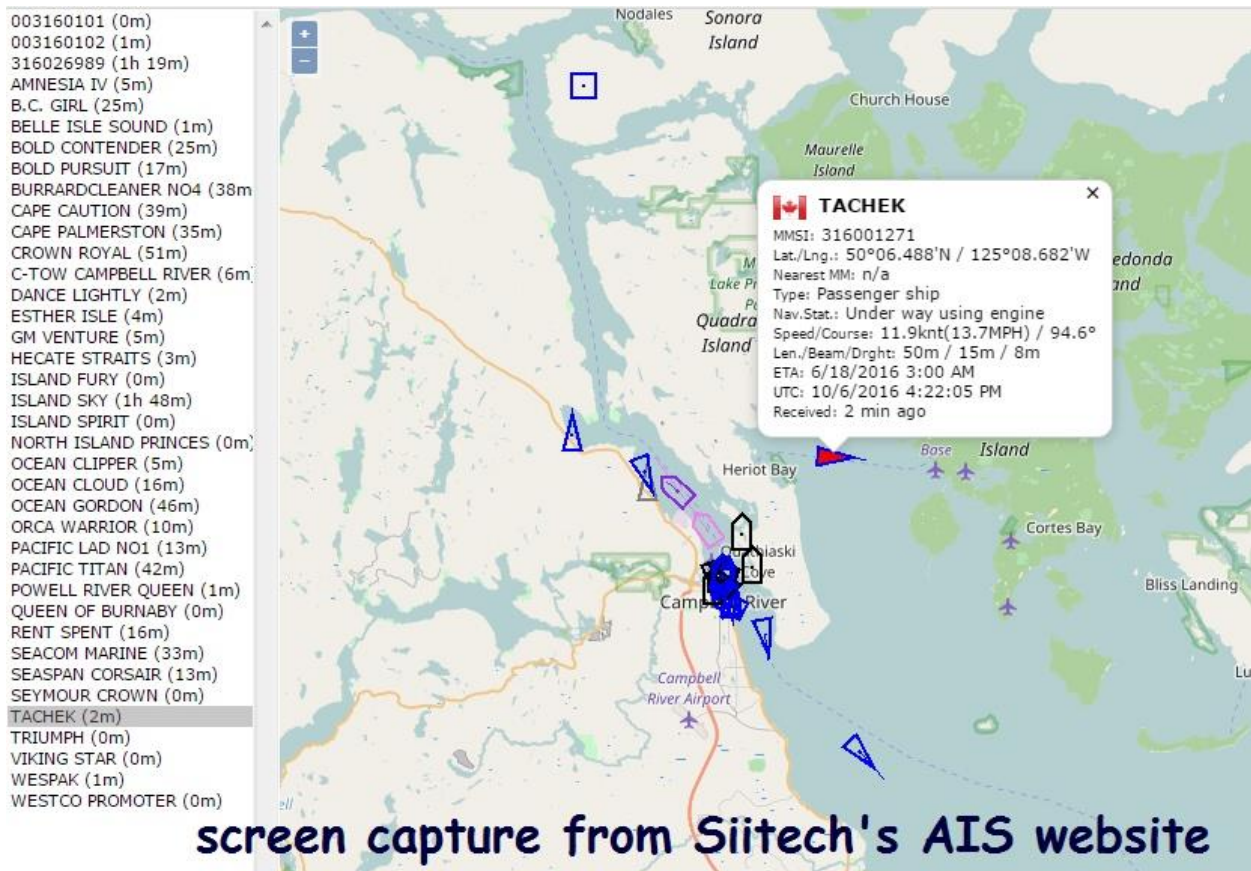 003160101 (0m)
003160102 (1m)
316026989 (1h 19m)
AMNESIA IV (5m)
B.C. GIRL (25m)
BELLE ISLE SOUND (1m)
BOLD CONTENDER (25m)
BOLD PURSUIT (17m)
BURRARDCLEANER NO4 (38m
CAPE CAUTION (39m)
CAPE PALMERSTON (35m)
CROWN ROYAL (51m)
C-TOW CAMPBELL RIVER (6m)
DANCE LIGHTLY (2m)
ESTHER ISLE (4m)
GM VENTURE (5m)
HECATE STRAITS (3m)
ISLAND FURY (0m)
ISLAND SKY (1h 48m)
ISLAND SPIRIT (0m)
NORTH ISLAND PRINCES (0m)
OCEAN CLIPPER (5m)
OCEAN CLOUD (16m)
OCEAN GORDON (46m)
ORCA WARRIOR (10m)
PACIFIC LAD NO1 (13m)
PACIFIC TITAN (42m)
POWELL RIVER QUEEN (1m)
QUEEN OF BURNABY (0m)
RENT SPENT (16m)
SEACOM MARINE (33m)
SEASPAN CORSAIR (13m)
SEYMOUR CROWN (0m)
TACHEK (2m)
TRIUMPH (0m)
VIKING STAR (0m)
WESPAK (1m)
WESTCO PROMOTER (0m)
+
−
Nodales
Sonora
Island
Church House
Maurelle
Island
TACHEK
MMSI: 316001271
Lat./Lng.: 50°06.488'N / 125°08.682'W
Nearest MM: n/a
Type: Passenger ship
Nav.Stat.: Under way using engine
Speed/Course: 11.9knt(13.7MPH) / 94.6°
Len./Beam/Drght: 50m / 15m / 8m
ETA: 6/18/2016 3:00 AM
UTC: 10/6/2016 4:22:05 PM
Received: 2 min ago
edonda
and
M
Lake Pr
P
Quadra
Island
Heriot Bay
Base
Island
Cortes Bay
Cove
River
Bliss Landing
Lu
Campbell
River Airport
ell
screen capture from Siitech's AIS website